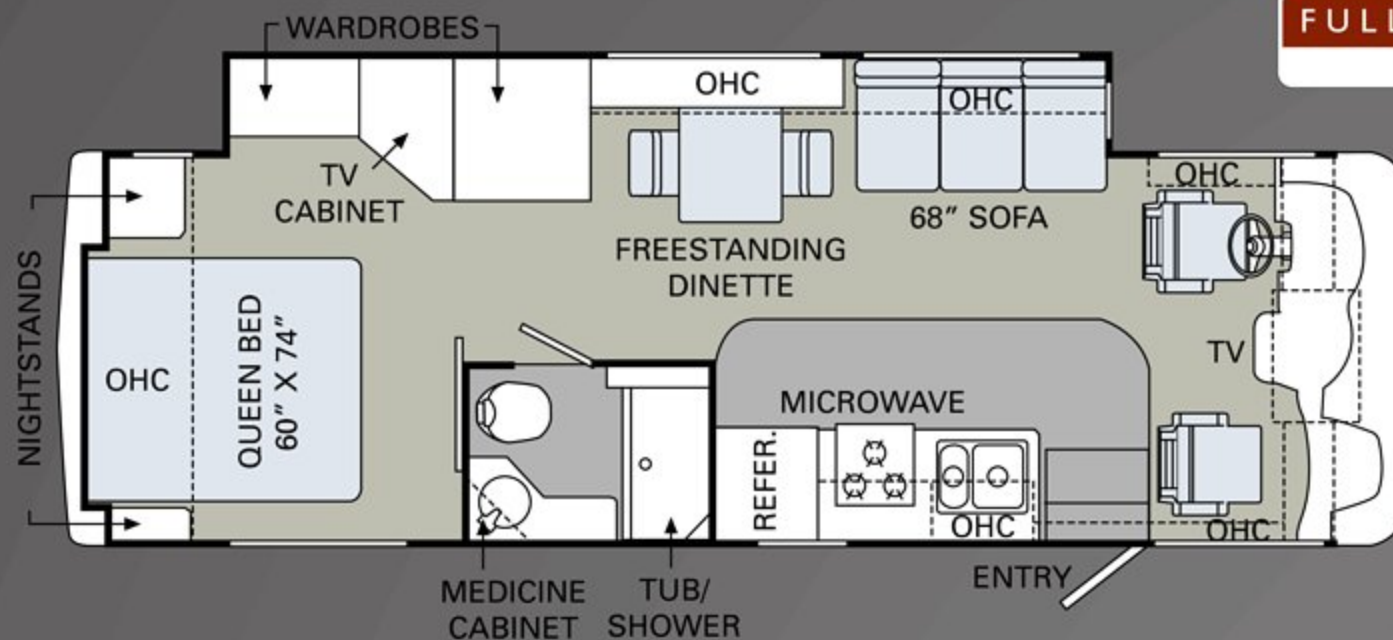 FULL
WARDROBES
OHC
OHC
TV
CABINET
OHC
68” SOFA
FREESTANDING
DINETTE
NIGHTSTANDS
OHC
QUEEN BED
60” X 74”
TV
MICROWAVE
REFER.
OHC
OHC
ENTRY
MEDICINE
CABINET
TUB/
SHOWER